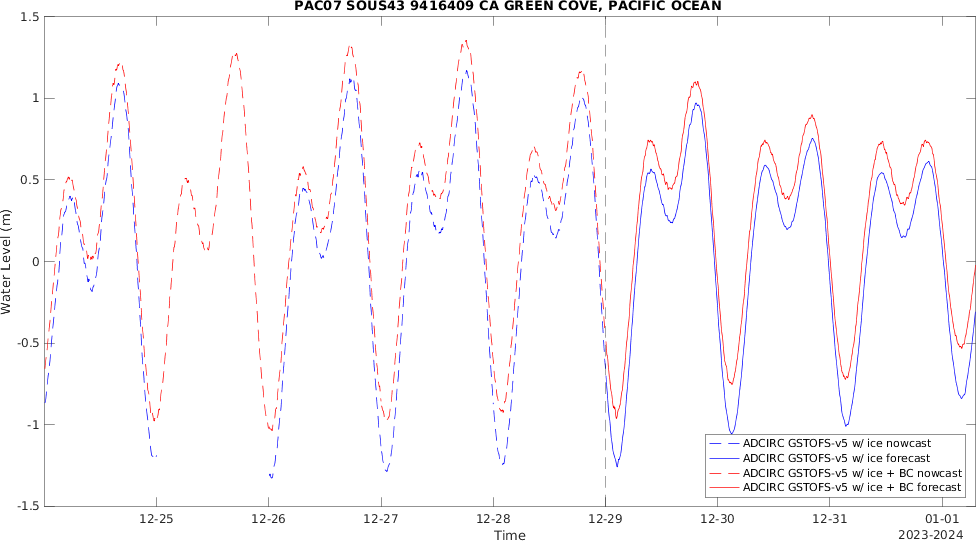 PAC07 SOUS43 9416409 CA GREEN COVE, PACIFIC OCEAN
1.5
1
0.5
0
-0.5
-1
-1.5
Water Level (m)
ADCIRC GSTOFS-v5 w/ ice nowcast
ADCIRC GSTOFS-v5 w/ ice forecast
ADCIRC GSTOFS-v5 w/ ice + BC nowcast
ADCIRC GSTOFS-v5 w/ ice + BC forecast
12-25 12-26 12-27 12-28 12-29 12-30 12-31 01-01
Time
2023-2024